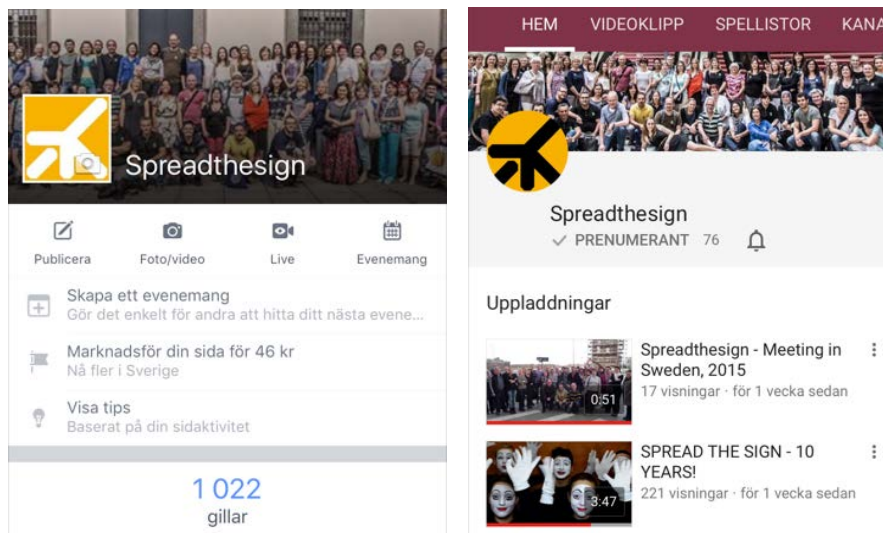 Spreadthesign
Publicera
Foto/video
Live
Evenemang
Skapa ett evenemang
Gör det enkelt för andra att hitta ditt nästa evene...
Marknadsför din sida för 46 kr
Nå fler i Sverige
Visa tips
Baserat på din sidaktivitet
1 022
gillar
HEM VIDEOKLIPP SPELLISTOR KANA
Spreadthesign
PRENUMERANT 76
Uppladdningar
0:51
Spreadthesign - Meeting in
Sweden, 2015
17 visningar · för 1 vecka sedan
3:47
SPREAD THE SIGN - 10
YEARS!
221 visningar · för 1 vecka sedan